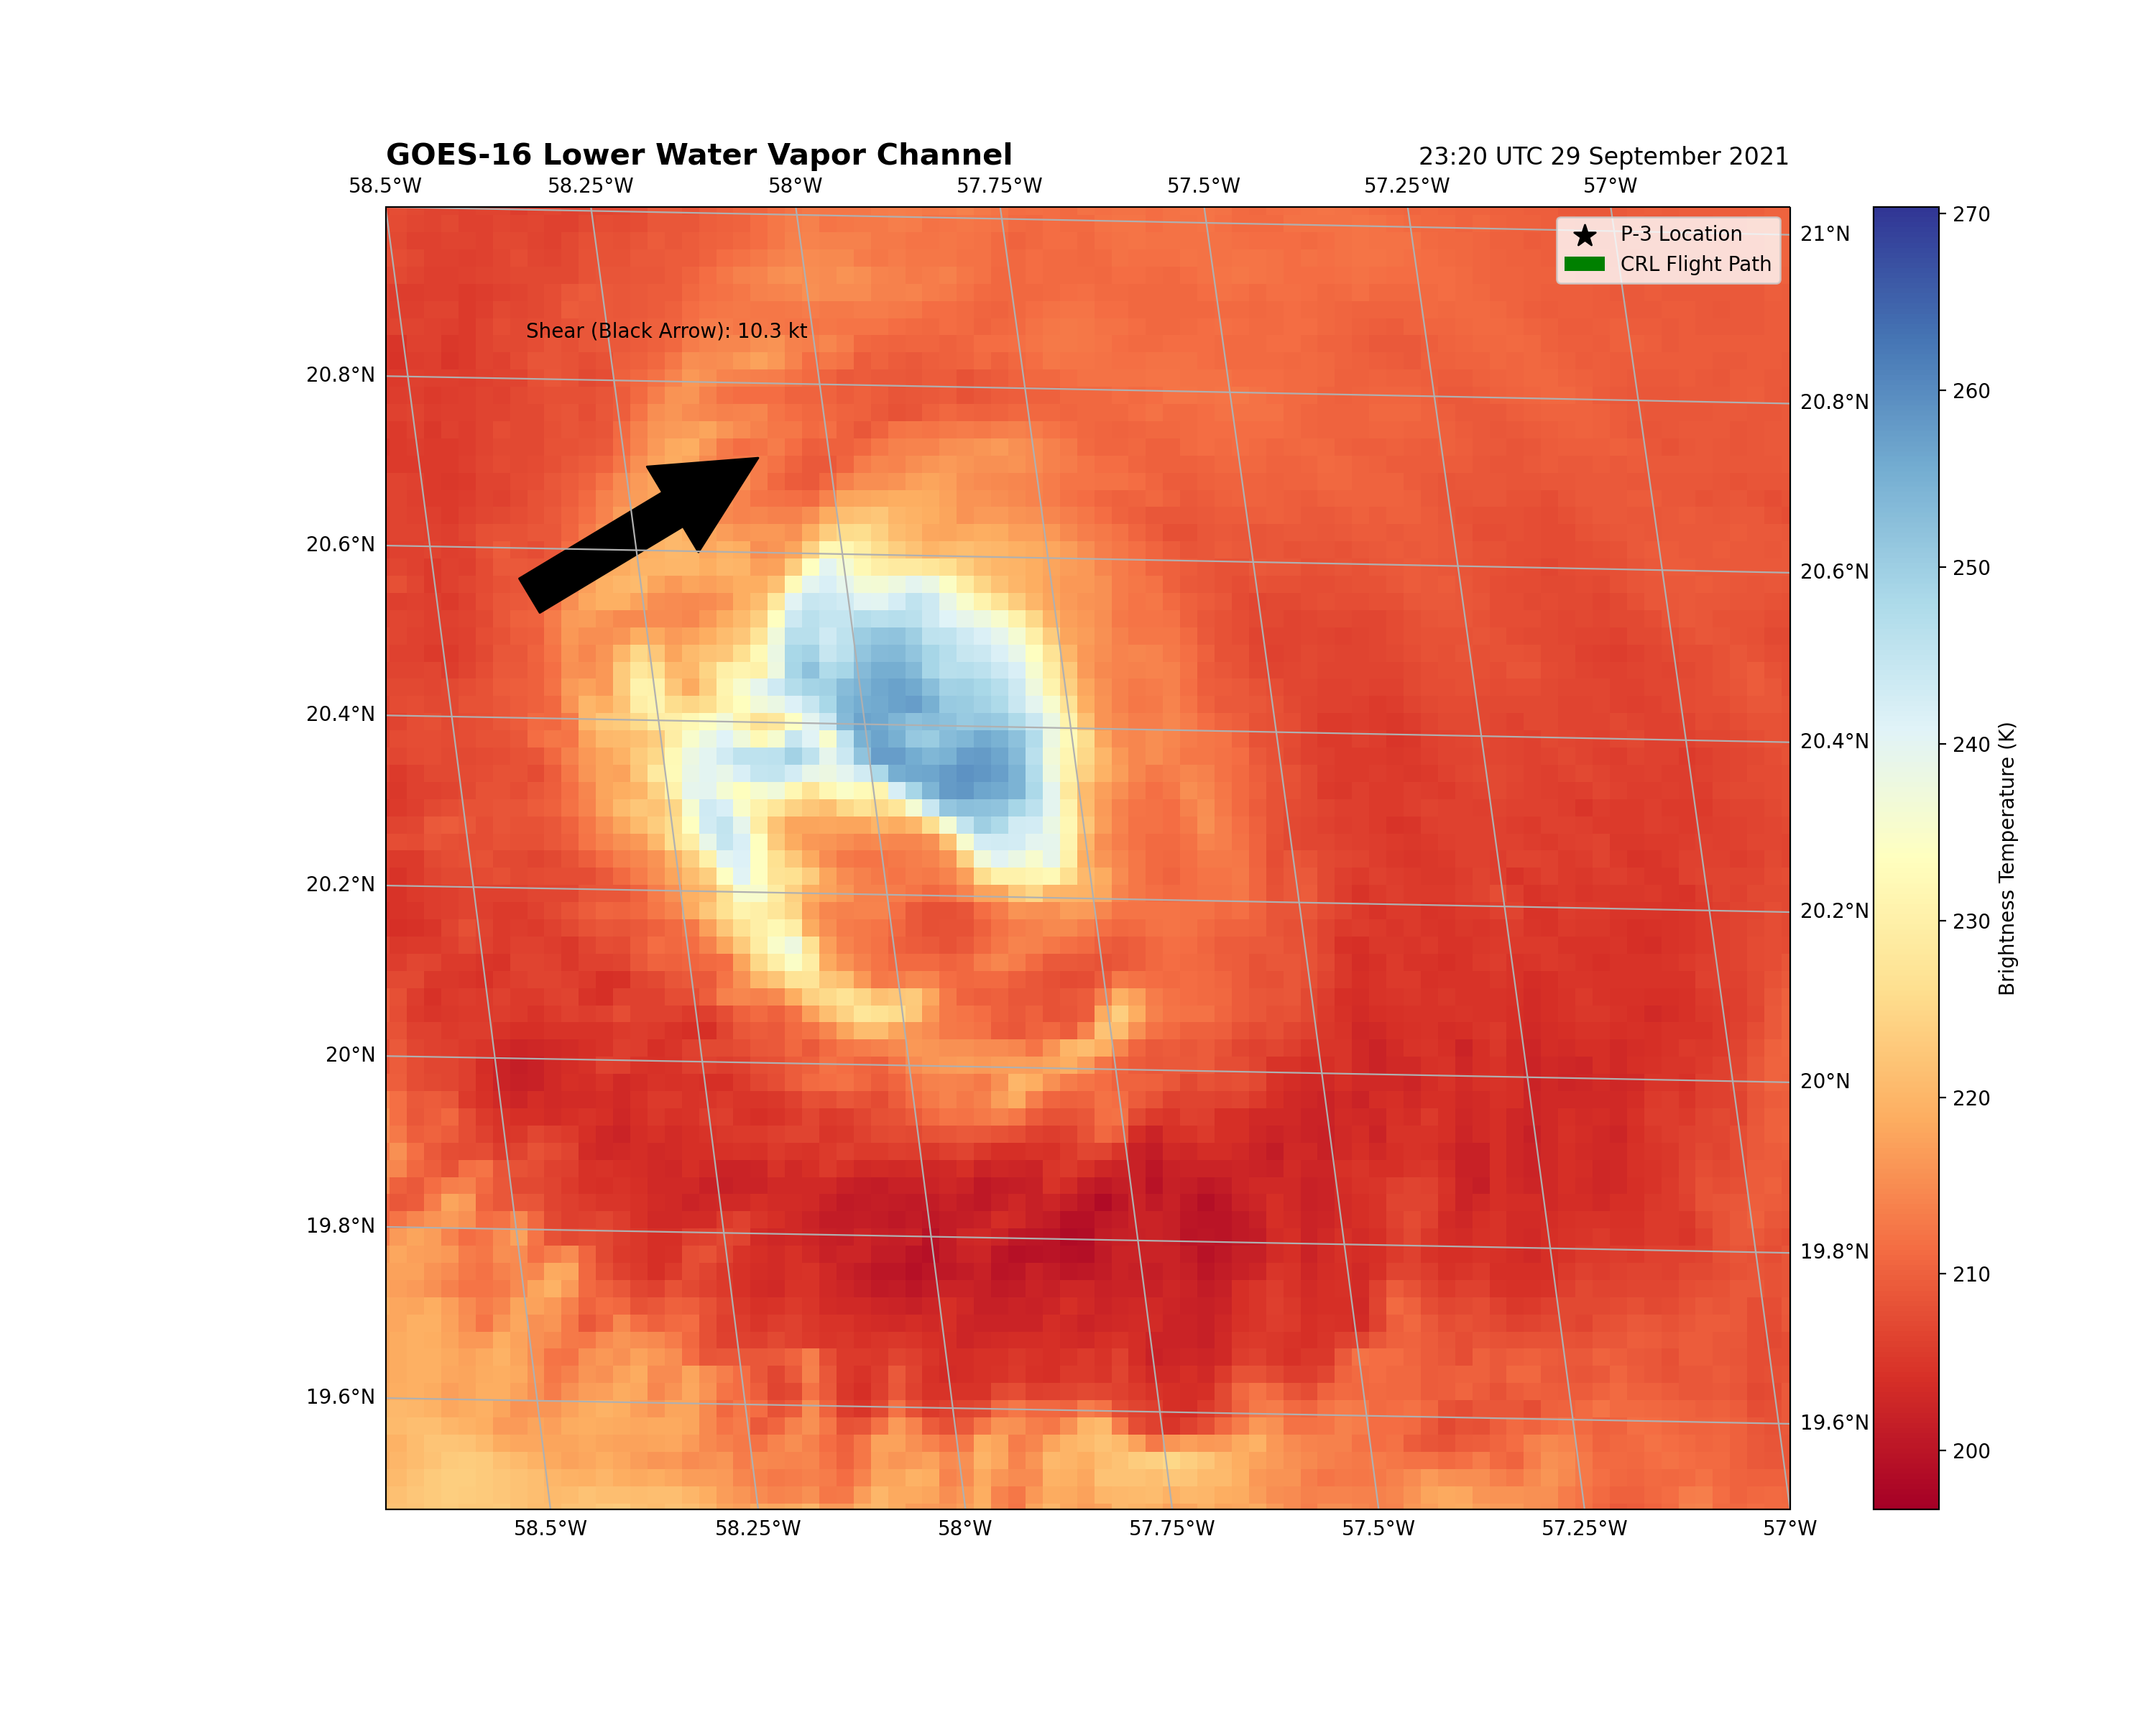 GOES-16 Lower Water Vapor Channel
23:20 UTC 29 September 2021
58.5°W 58.25°W 58°W 57.75°W 57.5°W 57.25°W 57°W
P-3 Location
CRL Flight Path
Shear (Black Arrow): 10.3 kt
20.8°N
20.6°N
20.4°N
20.2°N
20°N
19.8°N
19.6°N
21°N
20.8°N
20.6°N
20.4°N
20.2°N
20°N
19.8°N
19.6°N
58.5°W 58.25°W 58°W 57.75°W 57.5°W 57.25°W 57°W
270
260
250
240
230
220
210
200
Brightness Temperature (K)